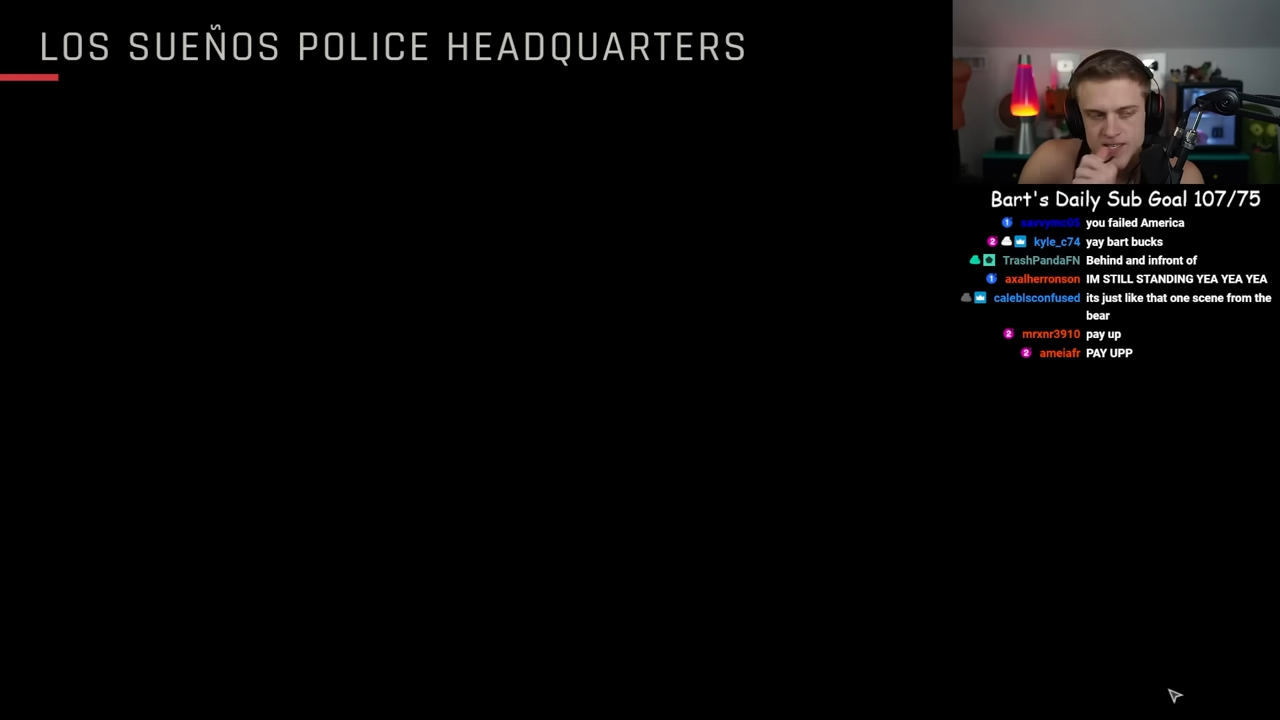 LOS SUEÑOS POLICE HEADQUARTERS
Bart's Daily Sub Goal 107/75
savvymc05 you failed America
kyle_c74 yay bart bucks
TrashPandaFN Behind and infront of
axalherronson IM STILL STANDING YEA YEA YEA
calebisconfused its just like that one scene from the
bear
mrxnr3910 pay up
ameiafr PAY UPP